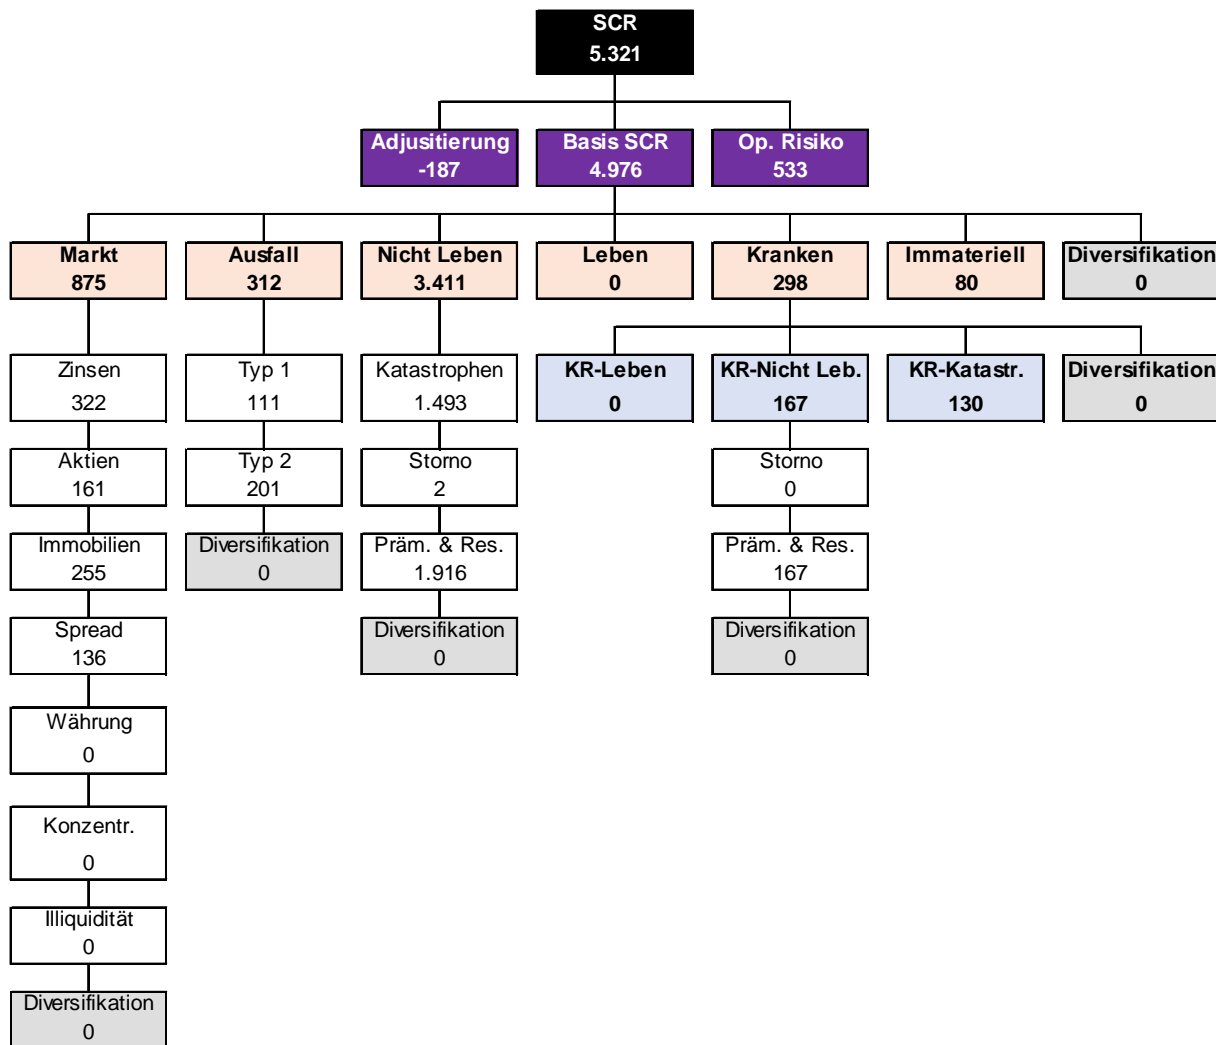 SCR
5.321
Adjusitierung
-187
Basis SCR
4.976
Op. Risiko
533
Markt
875
Ausfall
312
Nicht Leben
3.411
Leben
0
Kranken
298
Immateriell
80
Diversifikation
0
Zinsen
322
Typ 1
111
Katastrophen
1.493
KR-Leben
0
KR-Nicht Leb.
167
KR-Katastr.
130
Diversifikation
0
Aktien
161
Typ 2
201
Storno
2
Storno
0
Immobilien
255
Diversifikation
0
Präm. & Res.
1.916
Präm. & Res.
167
Spread
136
Diversifikation
0
Diversifikation
0
Währung
0
Konzentr.
0
Illiquidität
0
Diversifikation
0